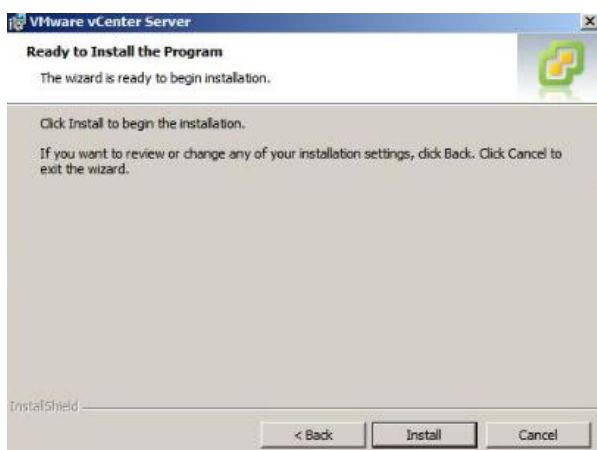 VMware vCenter Server
Ready to Install the Program
The wizard is ready to begin installation.
Click Install to begin the installation.
If you want to review or change any of your installation settings, click Back. Click Cancel to
exit the wizard.
InstallShield
< Back Install Cancel